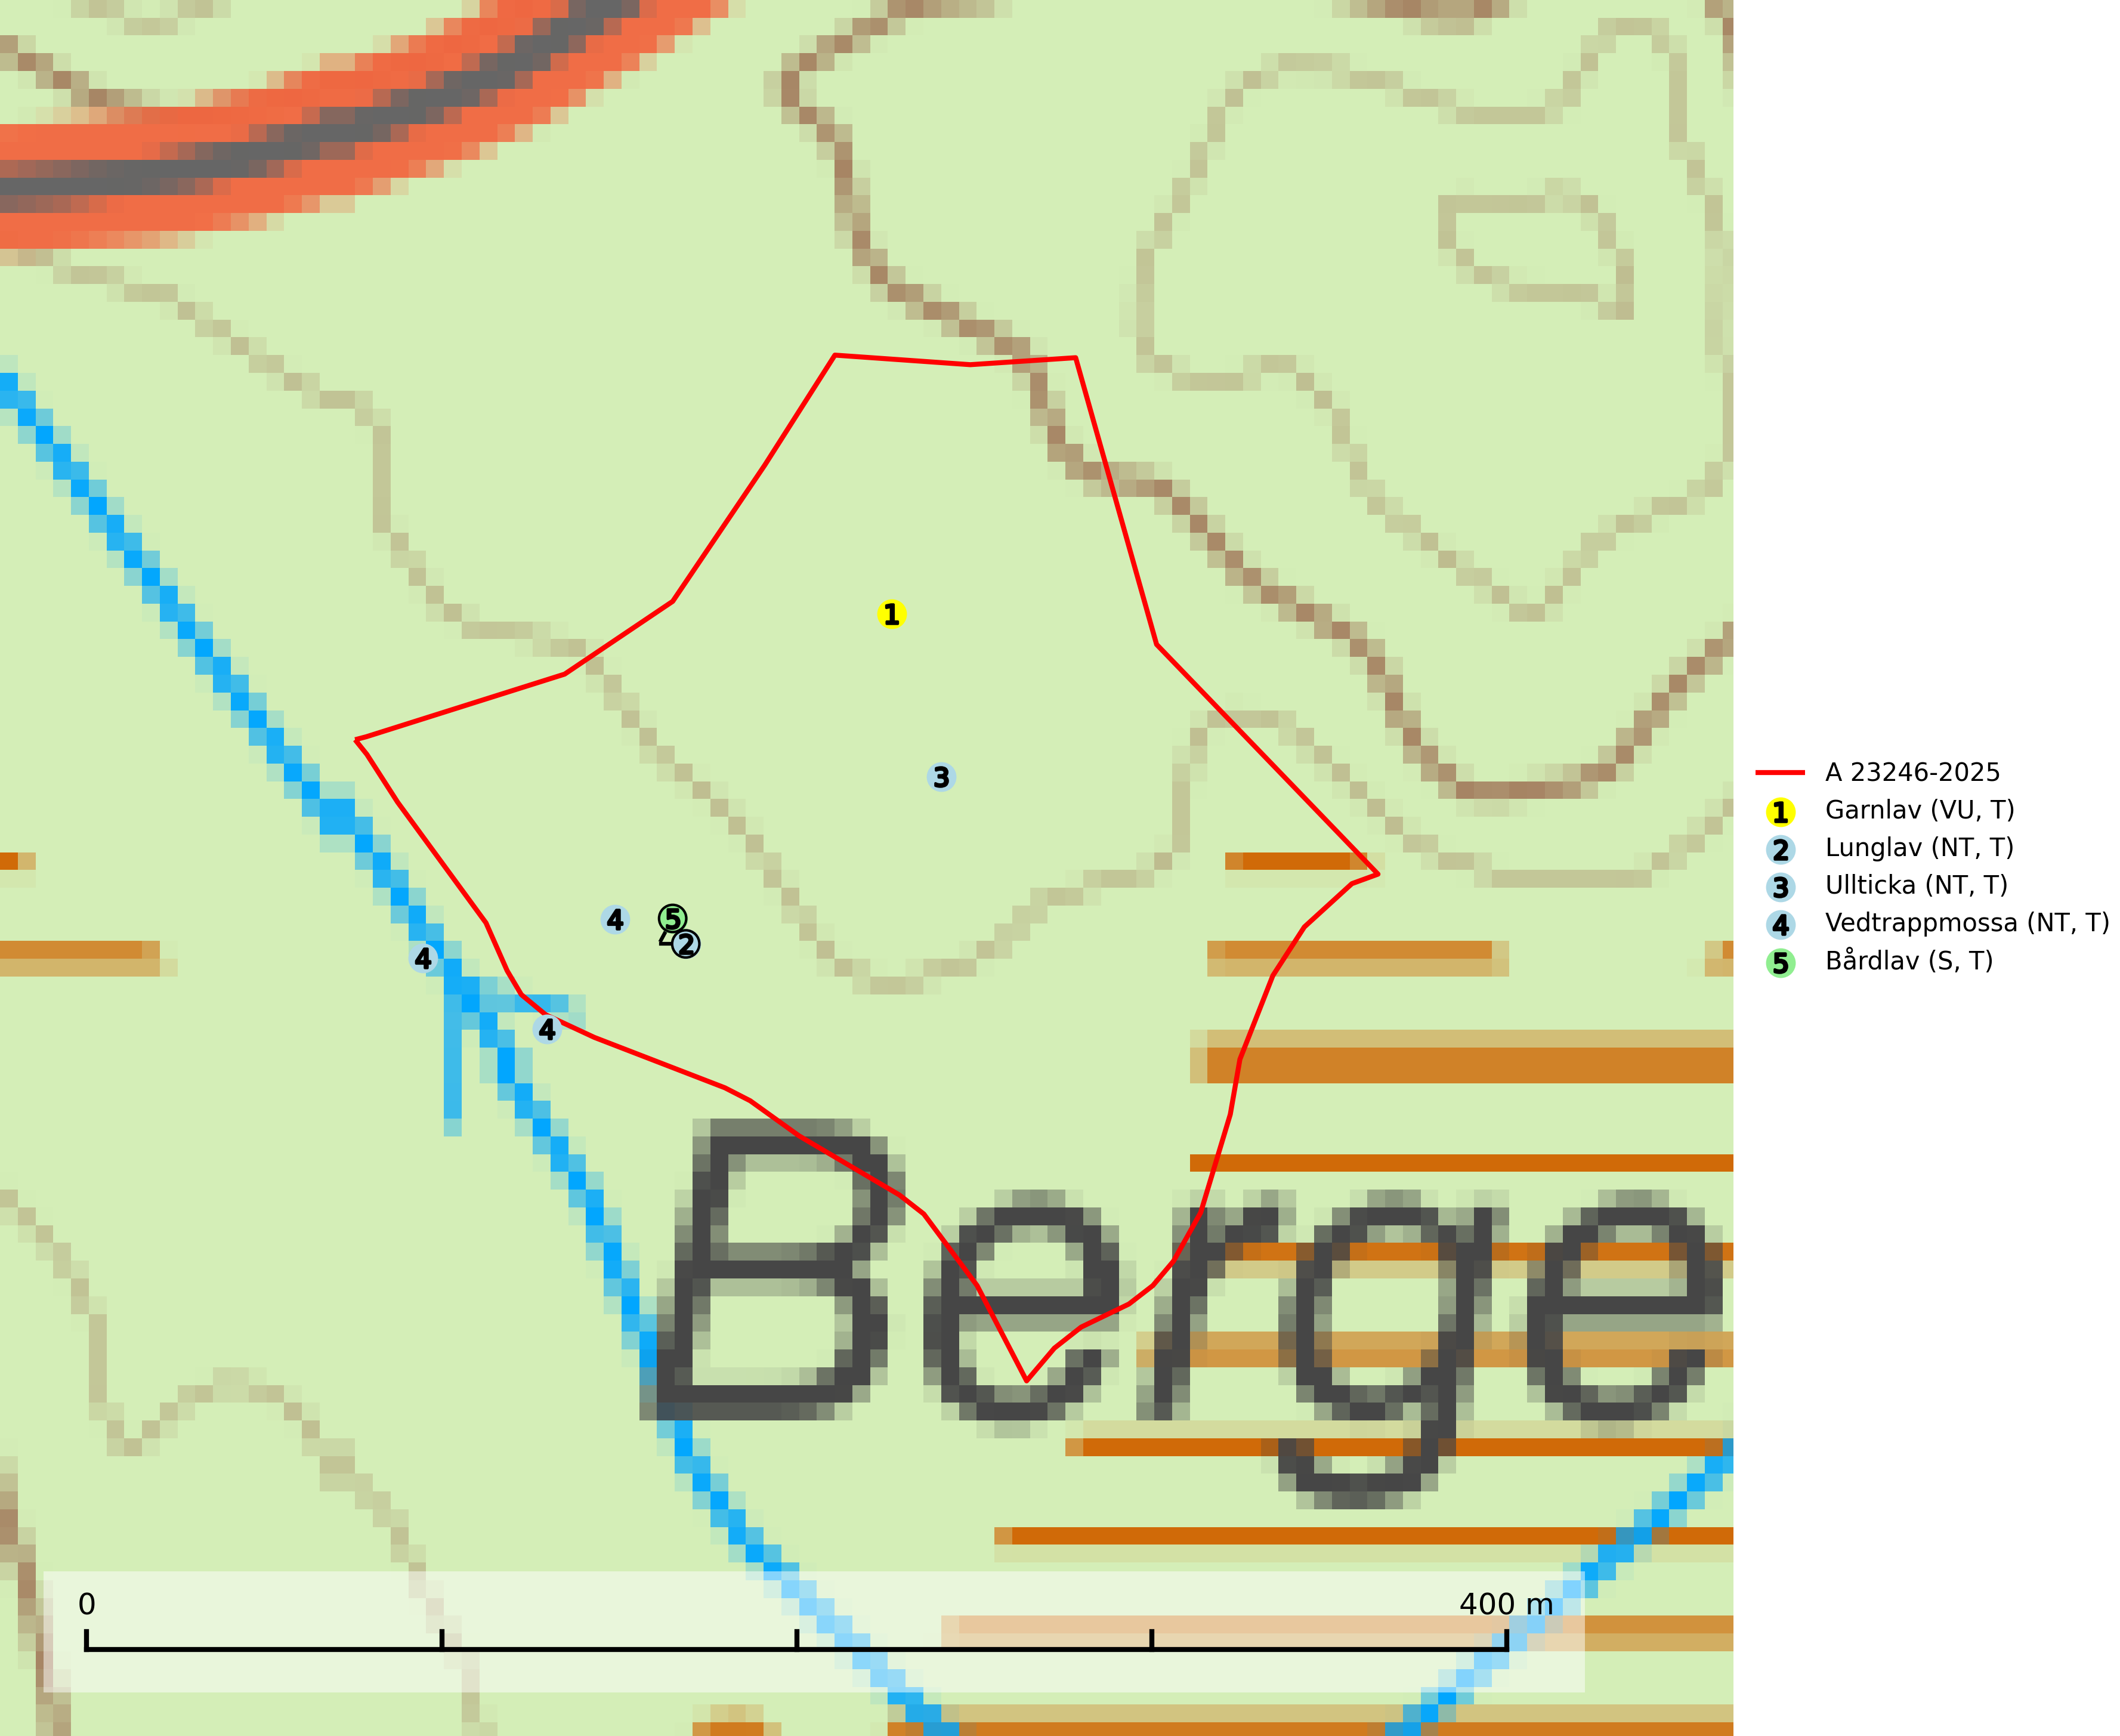 1
3
4
5
2
4
4
Berge
0 400 m
A 23246-2025
1 Garnlav (VU, T)
2 Lunglav (NT, T)
3 Ullticka (NT, T)
4 Vedtrappmossa (NT, T)
5 Bårdlav (S, T)